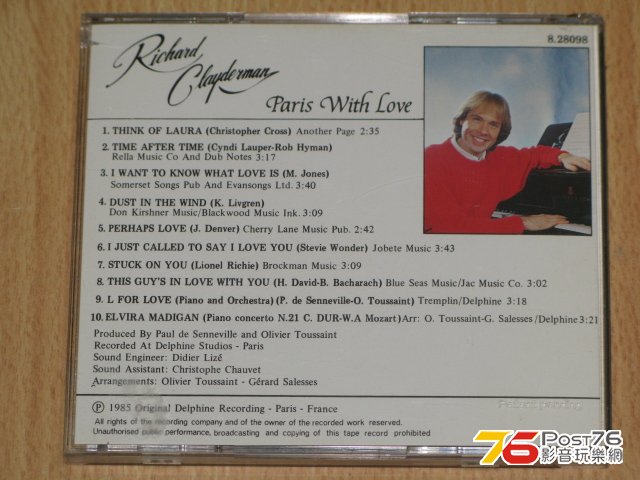 Richard Clayderman
8.28098
Paris With Love
1. THINK OF LAURA (Christopher Cross) Another Page 2:35
2. TIME AFTER TIME (Cyndi Lauper-Rob Hyman)
Rella Music Co And Dub Notes 3:17
3. I WANT TO KNOW WHAT LOVE IS (M. Jones)
Somerset Songs Pub And Evansongs Ltd. 3:40
4. DUST IN THE WIND (K. Livgren)
Don Kirshner Music/Blackwood Music Ink. 3:09
5. PERHAPS LOVE (J. Denver) Cherry Lane Music Pub. 2:42
6. I JUST CALLED TO SAY I LOVE YOU (Stevie Wonder) Jobete Music 3:43
7. STUCK ON YOU (Lionel Richie) Brockman Music 3:09
8. THIS GUY'S IN LOVE WITH YOU (H. David-B. Bacharach) Blue Seas Music/Jac Music Co. 3:02
9. L FOR LOVE (Piano and Orchestra) (P. de Senneville-O. Toussaint) Tremplin/Delphine 3:18
10. ELVIRA MADIGAN (Piano concerto N.21 C. DUR-W.A Mozart) Arr: O. Toussaint-G. Salesses/Delphine 3:21
Produced By Paul de Senneville and Olivier Toussaint
Recorded At Delphine Studios - Paris
Sound Engineer: Didier Lizé
Sound Assistant: Christophe Chauvet
Arrangements: Olivier Toussaint - Gérard Salesses
Ⓟ 1985 Original Delphine Recording - Paris - France
Patent pending
All rights of the recording company and of the owner of the recorded work reserved.
Unauthorised public performance, broadcasting and copying of this tape record prohibited
76 Post76
影音玩樂網